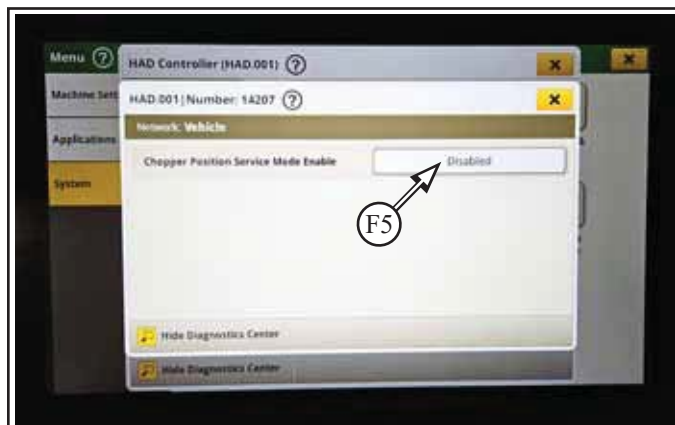 Menu ?
HAD Controller (HAD.001) ?
Machine Sett
HAD.001|Number: 14207 ?
Network: Vehicle
Applications
Chopper Position Service Mode Enable
Disabled
System
F5
Hide Diagnostics Center
Hide Diagnostics Center